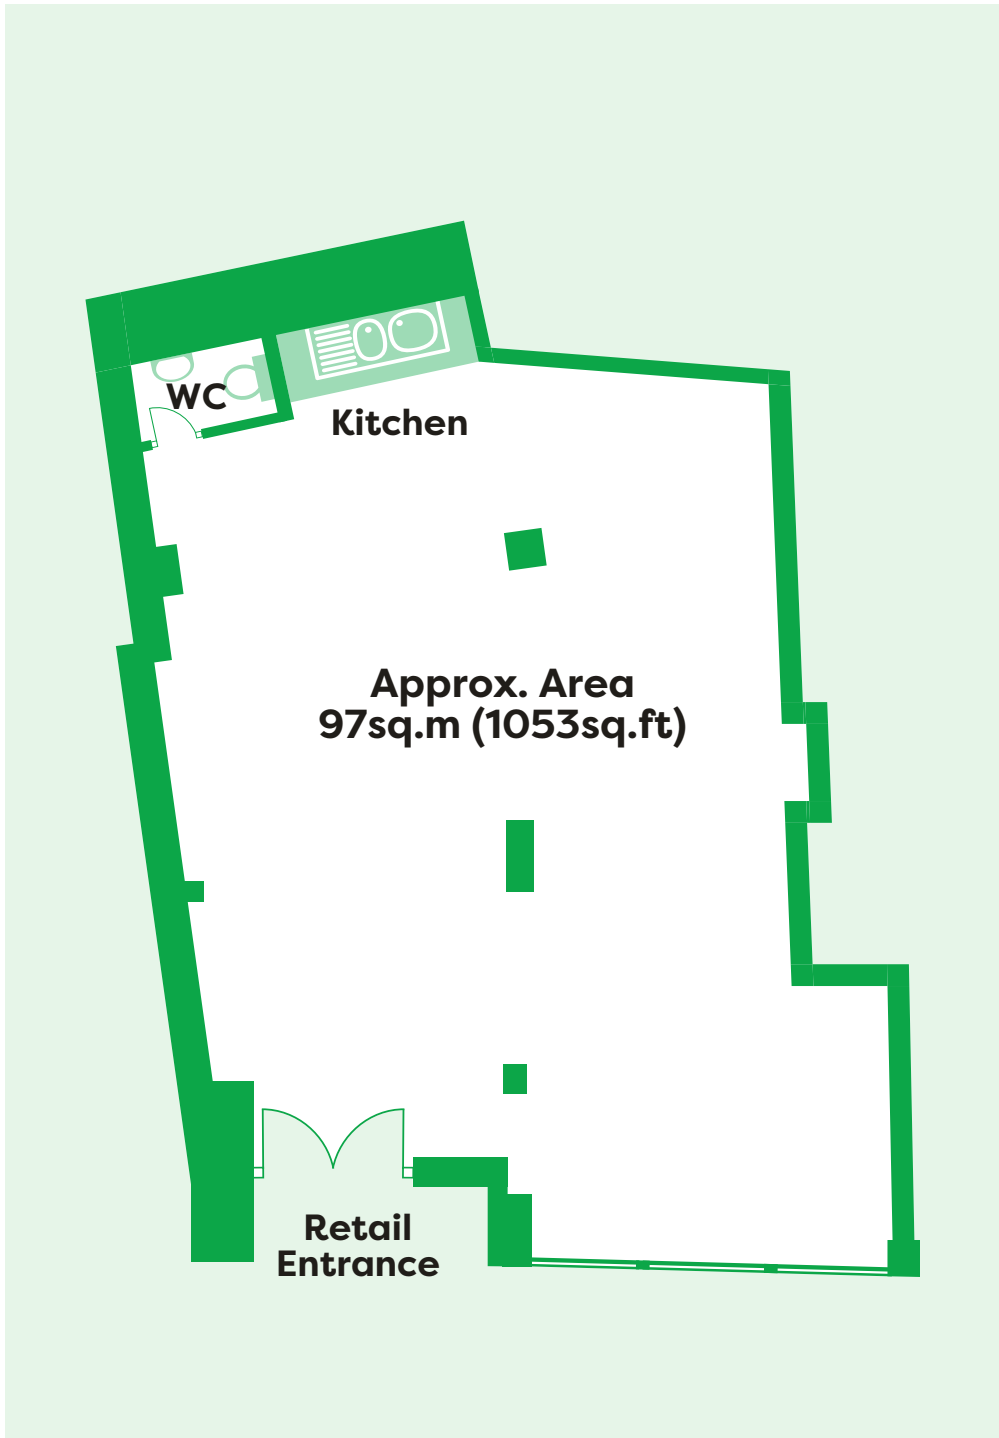 WC
Kitchen
Approx. Area
97sq.m (1053sq.ft)
Retail
Entrance